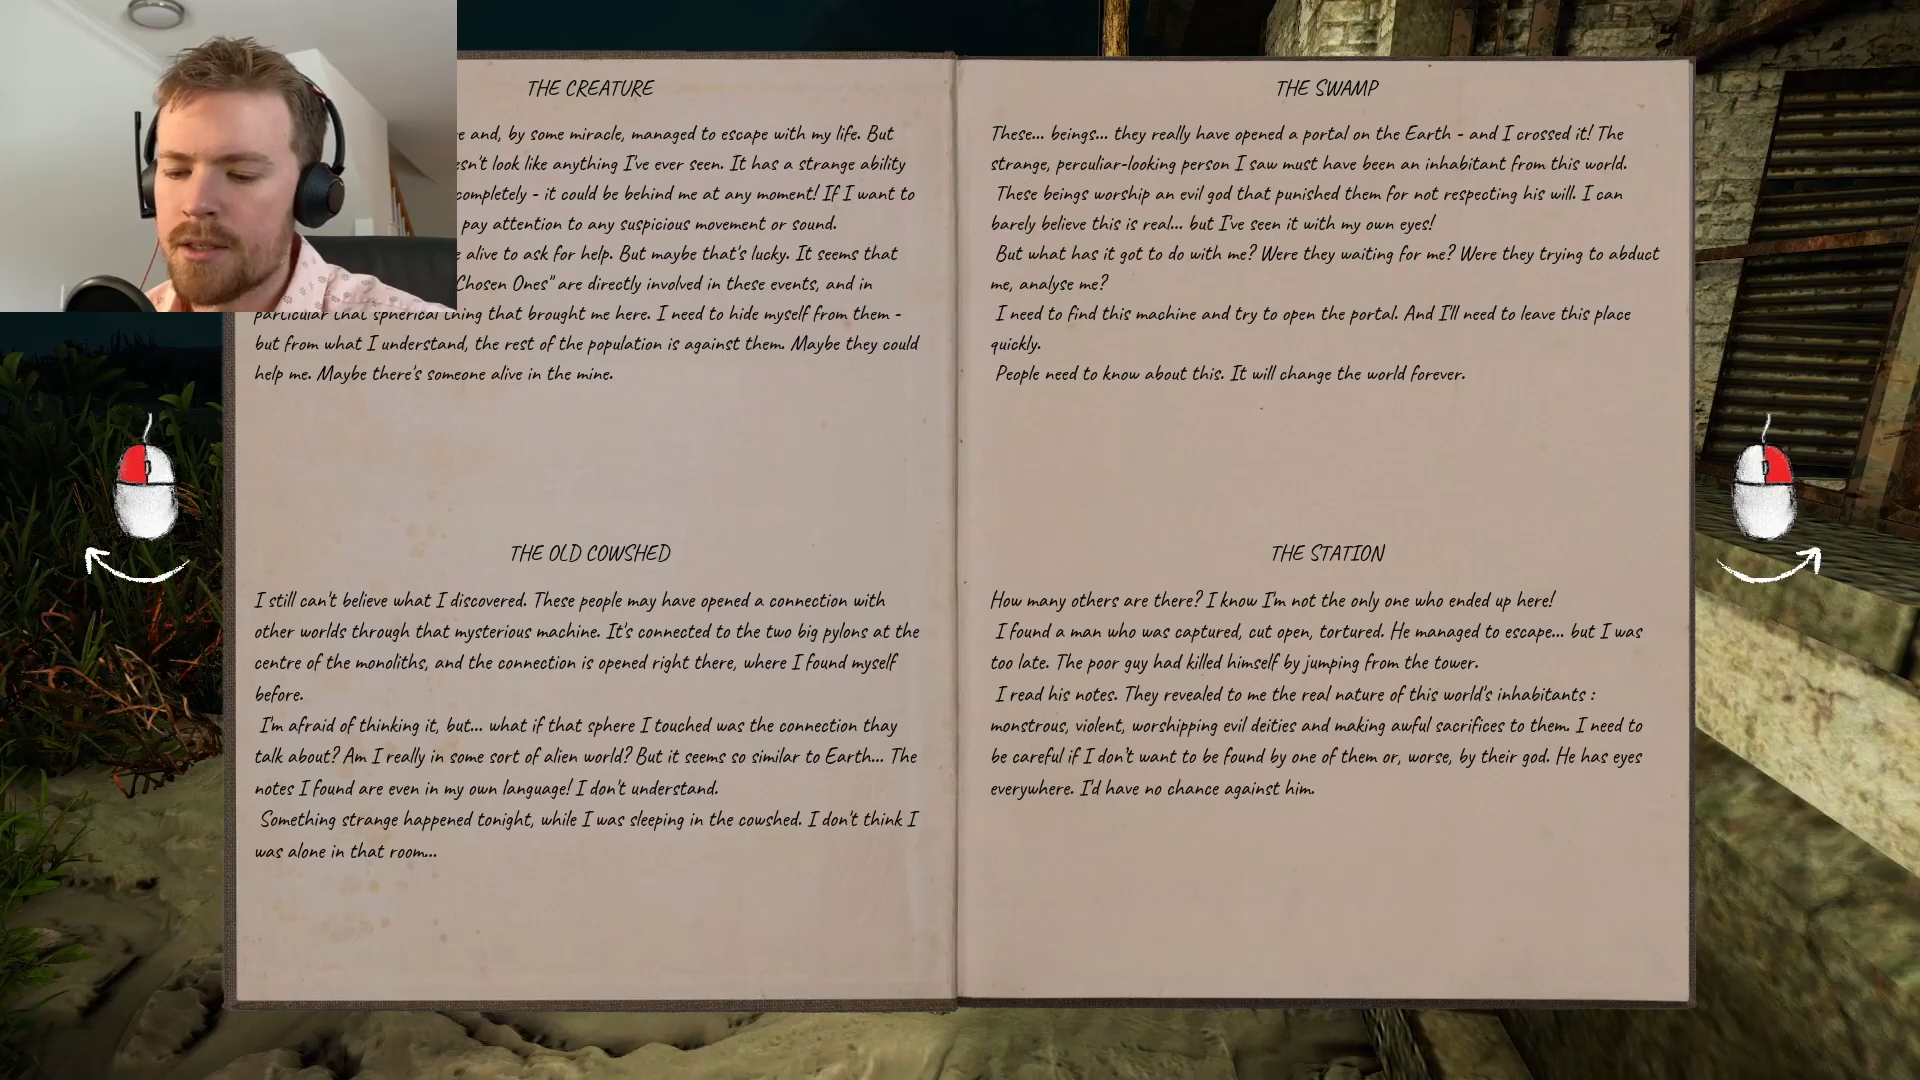 THE CREATURE
and, by some miracle, managed to escape with my life. But
esn't look like anything I've ever seen. It has a strange ability
completely - it could be behind me at any moment! If I want to
pay attention to any suspicious movement or sound.
alive to ask for help. But maybe that's lucky. It seems that
Chosen Ones" are directly involved in these events, and in
particular that spherical thing that brought me here. I need to hide myself from them -
but from what I understand, the rest of the population is against them. Maybe they could
help me. Maybe there's someone alive in the mine.
THE OLD COWSHED
I still can't believe what I discovered. These people may have opened a connection with
other worlds through that mysterious machine. It's connected to the two big pylons at the
centre of the monoliths, and the connection is opened right there, where I found myself
before.
I'm afraid of thinking it, but... what if that sphere I touched was the connection thay
talk about? Am I really in some sort of alien world? But it seems so similar to Earth... The
notes I found are even in my own language! I don't understand.
Something strange happened tonight, while I was sleeping in the cowshed. I don't think I
was alone in that room...
THE SWAMP
These... beings... they really have opened a portal on the Earth - and I crossed it! The
strange, perculiar-looking person I saw must have been an inhabitant from this world.
These beings worship an evil god that punished them for not respecting his will. I can
barely believe this is real... but I've seen it with my own eyes!
But what has it got to do with me? Were they waiting for me? Were they trying to abduct
me, analyse me?
I need to find this machine and try to open the portal. And I'll need to leave this place
quickly.
People need to know about this. It will change the world forever.
THE STATION
How many others are there? I know I'm not the only one who ended up here!
I found a man who was captured, cut open, tortured. He managed to escape... but I was
too late. The poor guy had killed himself by jumping from the tower.
I read his notes. They revealed to me the real nature of this world's inhabitants :
monstrous, violent, worshipping evil deities and making awful sacrifices to them. I need to
be careful if I don't want to be found by one of them or, worse, by their god. He has eyes
everywhere. I'd have no chance against him.